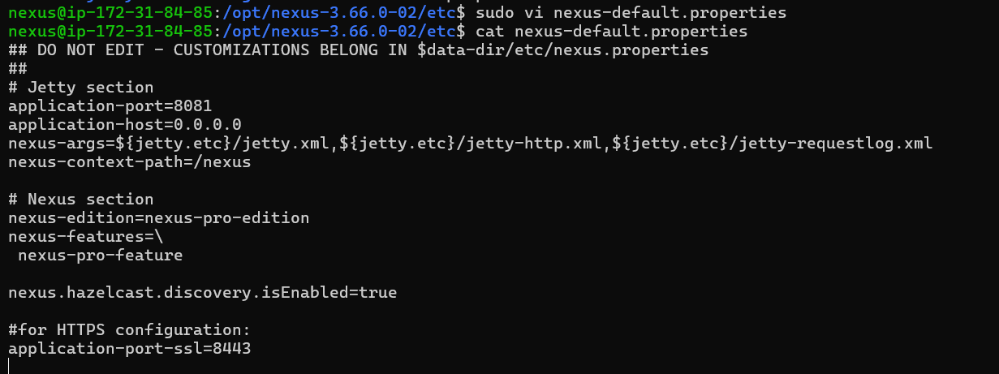 nexus@ip-172-31-84-85:/opt/nexus-3.66.0-02/etc$ sudo vi nexus-default.properties
nexus@ip-172-31-84-85:/opt/nexus-3.66.0-02/etc$ cat nexus-default.properties
## DO NOT EDIT - CUSTOMIZATIONS BELONG IN $data-dir/etc/nexus.properties
##
# Jetty section
application-port=8081
application-host=0.0.0.0
nexus-args=${jetty.etc}/jetty.xml,${jetty.etc}/jetty-http.xml,${jetty.etc}/jetty-requestlog.xml
nexus-context-path=/nexus
# Nexus section
nexus-edition=nexus-pro-edition
nexus-features=\
 nexus-pro-feature
nexus.hazelcast.discovery.isEnabled=true
#for HTTPS configuration:
application-port-ssl=8443